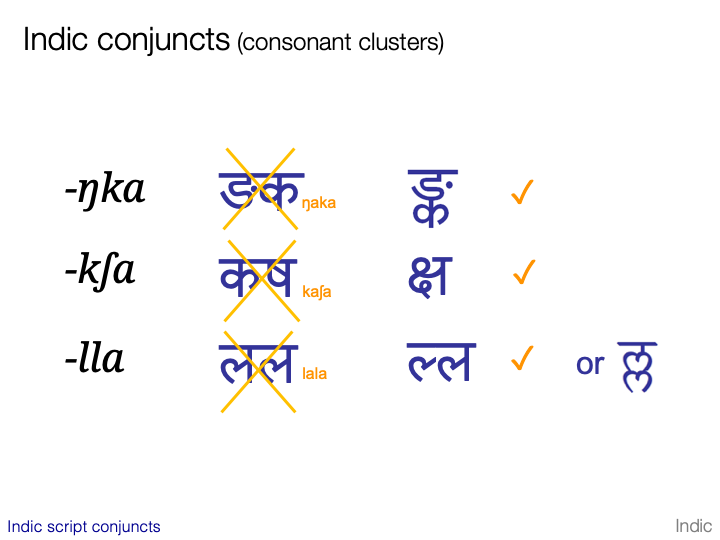 Indic conjuncts (consonant clusters)
-ŋka ङक ŋaka ङ्क ✓
-kʃa कष kaʃa क्ष ✓
-lla लल lala ल्ल ✓ or ल्ल
Indic script conjuncts Indic